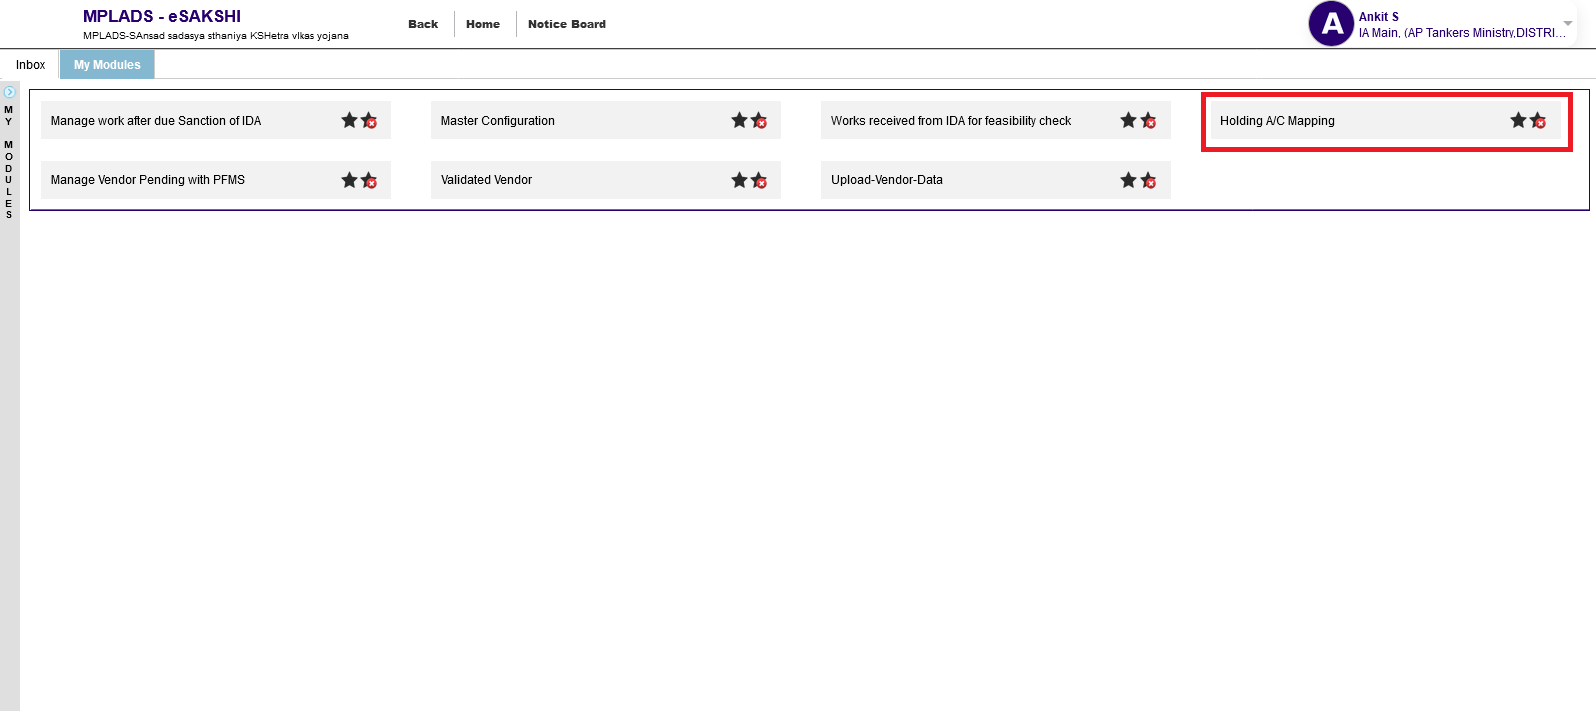 MPLADS - eSAKSHI
MPLADS-SAnsad sadasya sthaniya KSHetra vIkas yojana
Back
Home
Notice Board
A
Ankit S
IA Main, (AP Tankers Ministry,DISTRI...
Inbox
My Modules
MY MODULES
Manage work after due Sanction of IDA
Master Configuration
Works received from IDA for feasibility check
Holding A/C Mapping
Manage Vendor Pending with PFMS
Validated Vendor
Upload-Vendor-Data